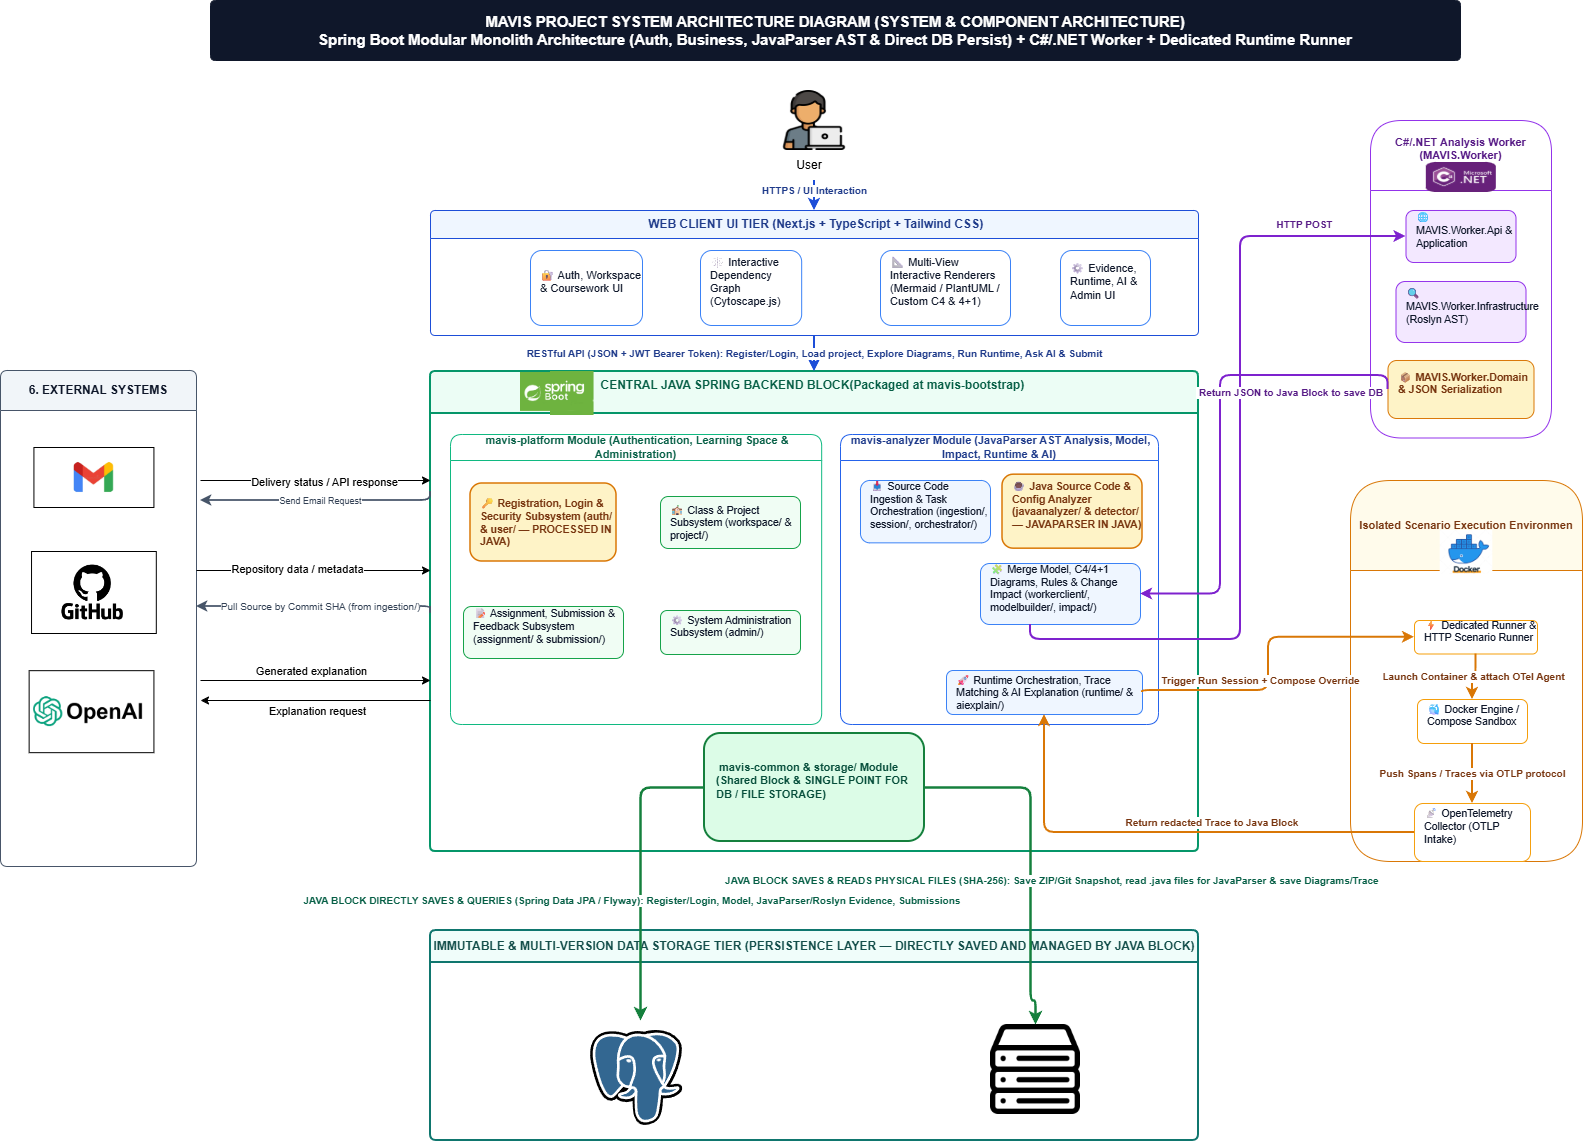 MAVIS PROJECT SYSTEM ARCHITECTURE DIAGRAM (SYSTEM & COMPONENT ARCHITECTURE)
Spring Boot Modular Monolith Architecture (Auth, Business, JavaParser AST & Direct DB Persist) + C#/.NET Worker + Dedicated Runtime Runner
User
HTTPS / UI Interaction
WEB CLIENT UI TIER (Next.js + TypeScript + Tailwind CSS)
Auth, Workspace
& Coursework UI
Interactive
Dependency
Graph
(Cytoscape.js)
Multi-View
Interactive Renderers
(Mermaid / PlantUML /
Custom C4 & 4+1)
Evidence,
Runtime, AI &
Admin UI
RESTful API (JSON + JWT Bearer Token): Register/Login, Load project, Explore Diagrams, Run Runtime, Ask AI & Submit
spring
Boot
CENTRAL JAVA SPRING BACKEND BLOCK(Packaged at mavis-bootstrap)
mavis-platform Module (Authentication, Learning Space &
Administration)
Registration, Login &
Security Subsystem (auth/
& user/ — PROCESSED IN
JAVA)
Class & Project
Subsystem (workspace/ &
project/)
Assignment, Submission &
Feedback Subsystem
(assignment/ & submission/)
System Administration
Subsystem (admin/)
mavis-analyzer Module (JavaParser AST Analysis, Model,
Impact, Runtime & AI)
Source Code
Ingestion & Task
Orchestration (ingestion/,
session/, orchestrator/)
Java Source Code &
Config Analyzer
(javaanalyzer/ & detector/
— JAVAPARSER IN JAVA)
Merge Model, C4/4+1
Diagrams, Rules & Change
Impact (workerclient/,
modelbuilder/, impact/)
Runtime Orchestration, Trace
Matching & AI Explanation (runtime/ &
aiexplain/)
mavis-common & storage/ Module
(Shared Block & SINGLE POINT FOR
DB / FILE STORAGE)
6. EXTERNAL SYSTEMS
GitHub
OpenAI
Delivery status / API response
Send Email Request
Repository data / metadata
Pull Source by Commit SHA (from ingestion/)
Generated explanation
Explanation request
C#/.NET Analysis Worker
(MAVIS.Worker)
C#
Microsoft
.NET
MAVIS.Worker.Api &
Application
MAVIS.Worker.Infrastructure
(Roslyn AST)
MAVIS.Worker.Domain
& JSON Serialization
HTTP POST
Return JSON to Java Block to save DB
Isolated Scenario Execution Environmen
Docker
Dedicated Runner &
HTTP Scenario Runner
Launch Container & attach OTel Agent
Docker Engine /
Compose Sandbox
Push Spans / Traces via OTLP protocol
OpenTelemetry
Collector (OTLP
Intake)
Trigger Run Session + Compose Override
Return redacted Trace to Java Block
JAVA BLOCK SAVES & READS PHYSICAL FILES (SHA-256): Save ZIP/Git Snapshot, read .java files for JavaParser & save Diagrams/Trace
JAVA BLOCK DIRECTLY SAVES & QUERIES (Spring Data JPA / Flyway): Register/Login, Model, JavaParser/Roslyn Evidence, Submissions
IMMUTABLE & MULTI-VERSION DATA STORAGE TIER (PERSISTENCE LAYER — DIRECTLY SAVED AND MANAGED BY JAVA BLOCK)